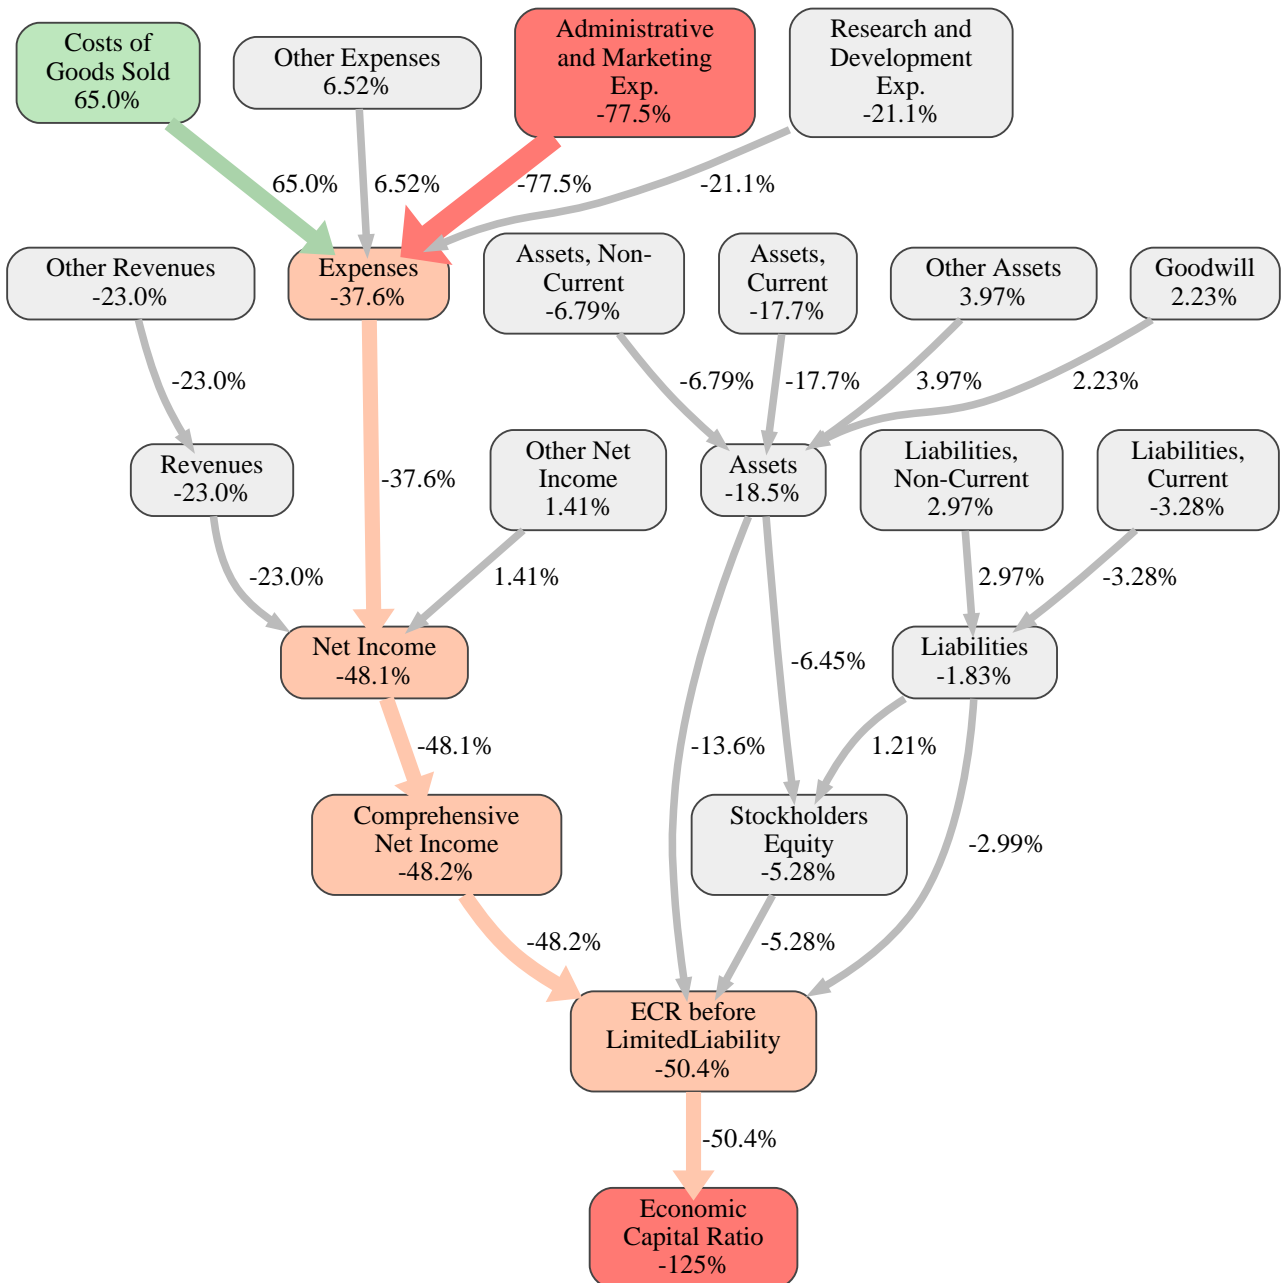 Costs of
Goods Sold
65.0%
Other Expenses
6.52%
Administrative
and Marketing
Exp.
-77.5%
Research and
Development
Exp.
-21.1%
65.0%
6.52%
-77.5%
-21.1%
Other Revenues
-23.0%
Expenses
-37.6%
Assets, Non-
Current
-6.79%
Assets,
Current
-17.7%
Other Assets
3.97%
Goodwill
2.23%
-23.0%
-6.79%
-17.7%
3.97%
2.23%
Revenues
-23.0%
-37.6%
Other Net
Income
1.41%
Assets
-18.5%
Liabilities,
Non-Current
2.97%
Liabilities,
Current
-3.28%
-23.0%
1.41%
2.97%
-3.28%
Net Income
-48.1%
-6.45%
Liabilities
-1.83%
-48.1%
-13.6%
1.21%
Comprehensive
Net Income
-48.2%
Stockholders
Equity
-5.28%
-2.99%
-48.2%
-5.28%
ECR before
LimitedLiability
-50.4%
-50.4%
Economic
Capital Ratio
-125%